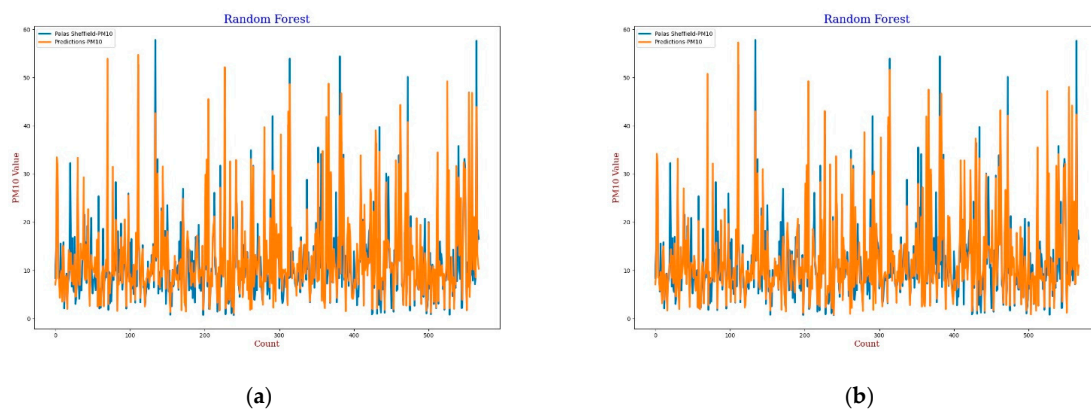 Random Forest
Palas Sheffield-PM10
Predictions-PM10
PM10 Value
60
50
40
30
20
10
0
0 100 200 300 400 500
Count
(a)
Random Forest
Palas Sheffield-PM10
Predictions-PM10
PM10 Value
60
50
40
30
20
10
0
0 100 200 300 400 500
Count
(b)